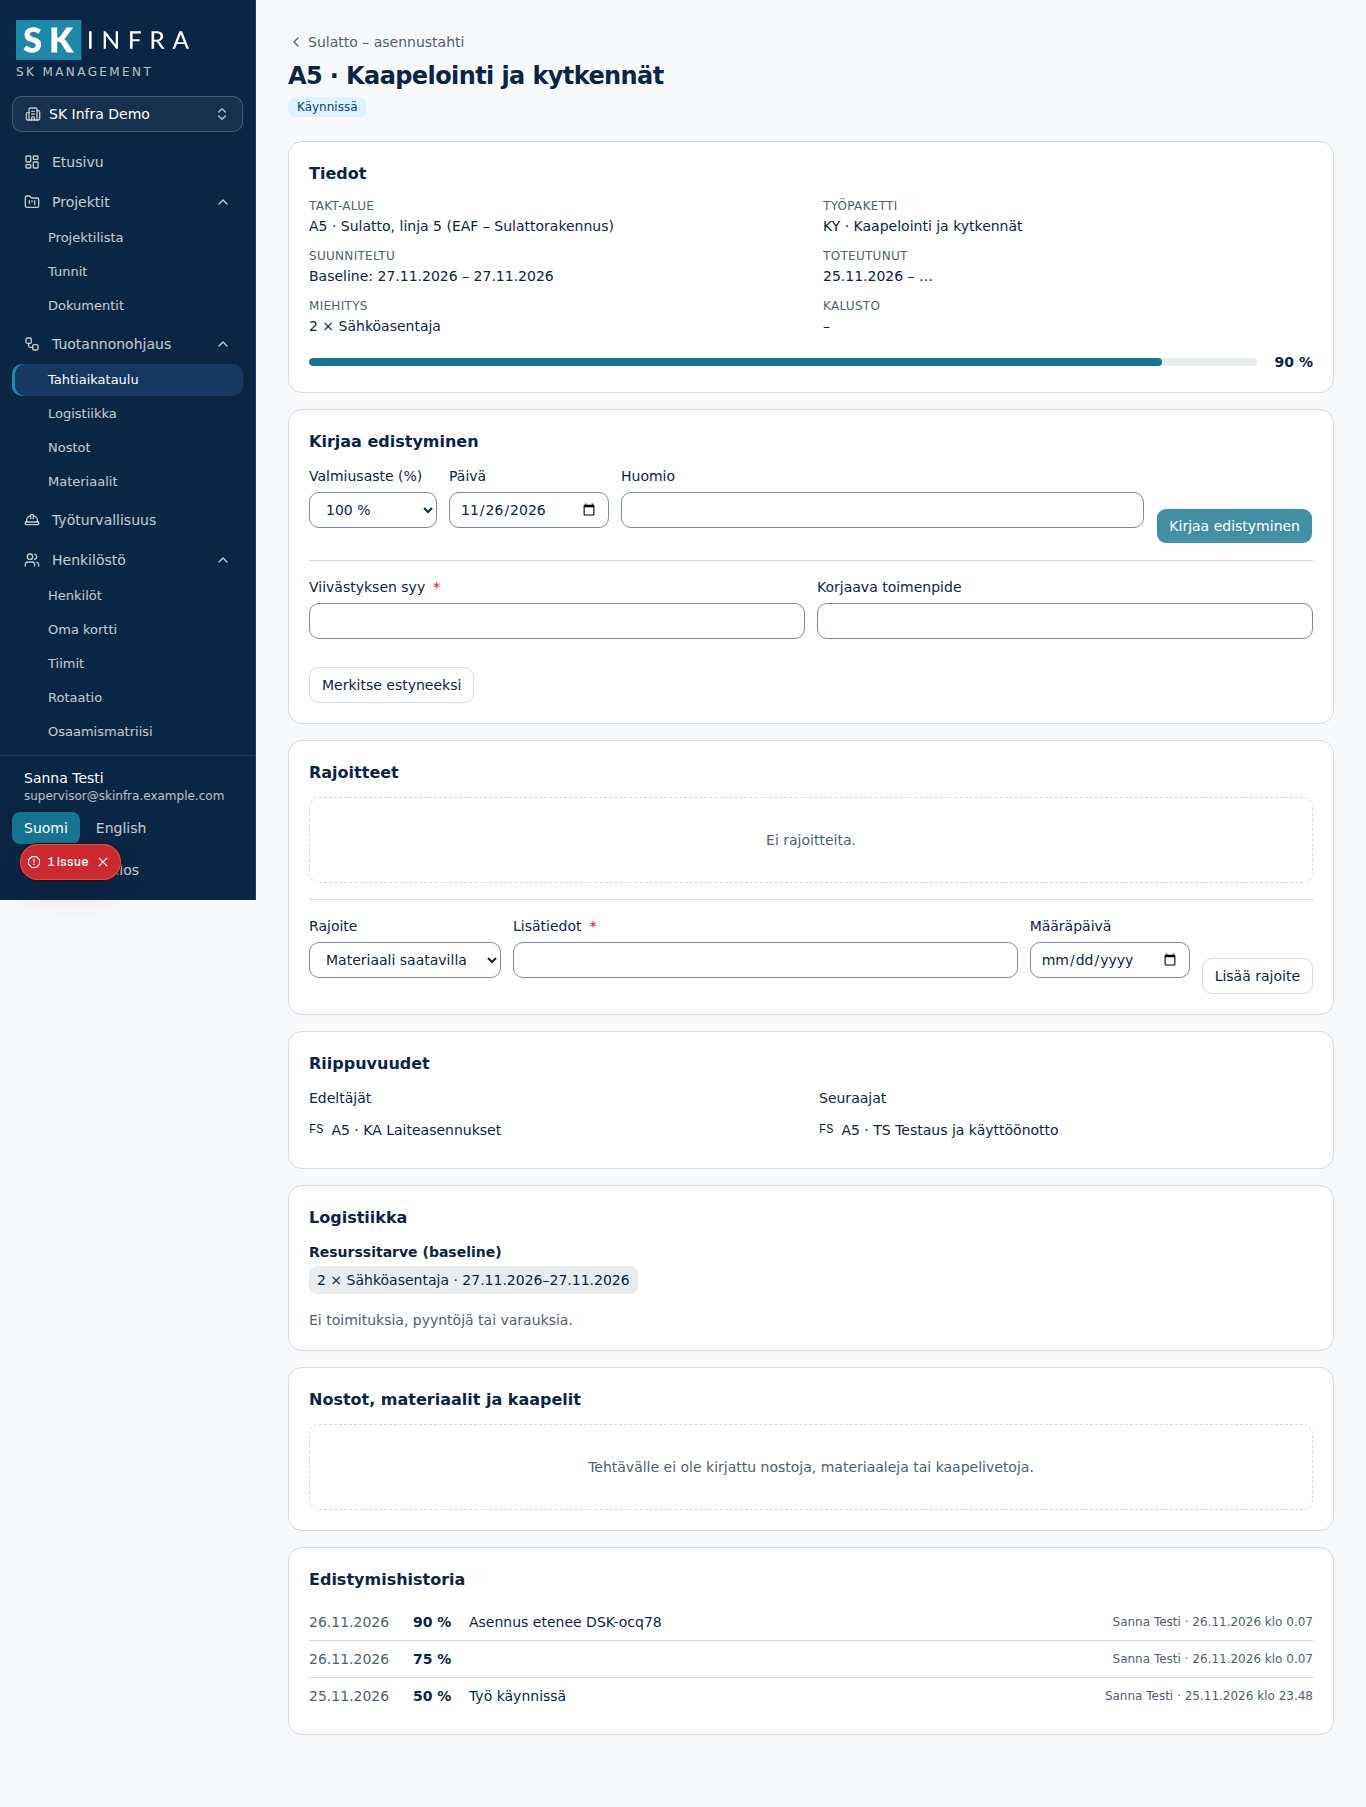 SK INFRA
SK MANAGEMENT
SK Infra Demo
Etusivu
Projektit
Projektilista
Tunnit
Dokumentit
Tuotannonohjaus
Tahtiaikataulu
Logistiikka
Nostot
Materiaalit
Työturvallisuus
Henkilöstö
Henkilöt
Oma kortti
Tiimit
Rotaatio
Osaamismatriisi
Sanna Testi
supervisor@skinfra.example.com
Suomi English
1 Issue
Sulatto – asennustahti
A5 · Kaapelointi ja kytkennät
Käynnissä
Tiedot
TAKT-ALUE
A5 · Sulatto, linja 5 (EAF – Sulattorakennus)
TYÖPAKETTI
KY · Kaapelointi ja kytkennät
SUUNNITELTU
Baseline: 27.11.2026 – 27.11.2026
TOTEUTUNUT
25.11.2026 – …
MIEHITYS
2 × Sähköasentaja
KALUSTO
–
90 %
Kirjaa edistyminen
Valmiusaste (%) Päivä Huomio
100 % 11/26/2026
Kirjaa edistyminen
Viivästyksen syy * Korjaava toimenpide
Merkitse estyneeksi
Rajoitteet
Ei rajoitteita.
Rajoite Lisätiedot * Määräpäivä
Materiaali saatavilla mm/dd/yyyy
Lisää rajoite
Riippuvuudet
Edeltäjät
FS A5 · KA Laiteasennukset
Seuraajat
FS A5 · TS Testaus ja käyttöönotto
Logistiikka
Resurssitarve (baseline)
2 × Sähköasentaja · 27.11.2026–27.11.2026
Ei toimituksia, pyyntöjä tai varauksia.
Nostot, materiaalit ja kaapelit
Tehtävälle ei ole kirjattu nostoja, materiaaleja tai kaapelivetoja.
Edistymishistoria
26.11.2026 90 % Asennus etenee DSK-ocq78 Sanna Testi · 26.11.2026 klo 0.07
26.11.2026 75 % Sanna Testi · 26.11.2026 klo 0.07
25.11.2026 50 % Työ käynnissä Sanna Testi · 25.11.2026 klo 23.48